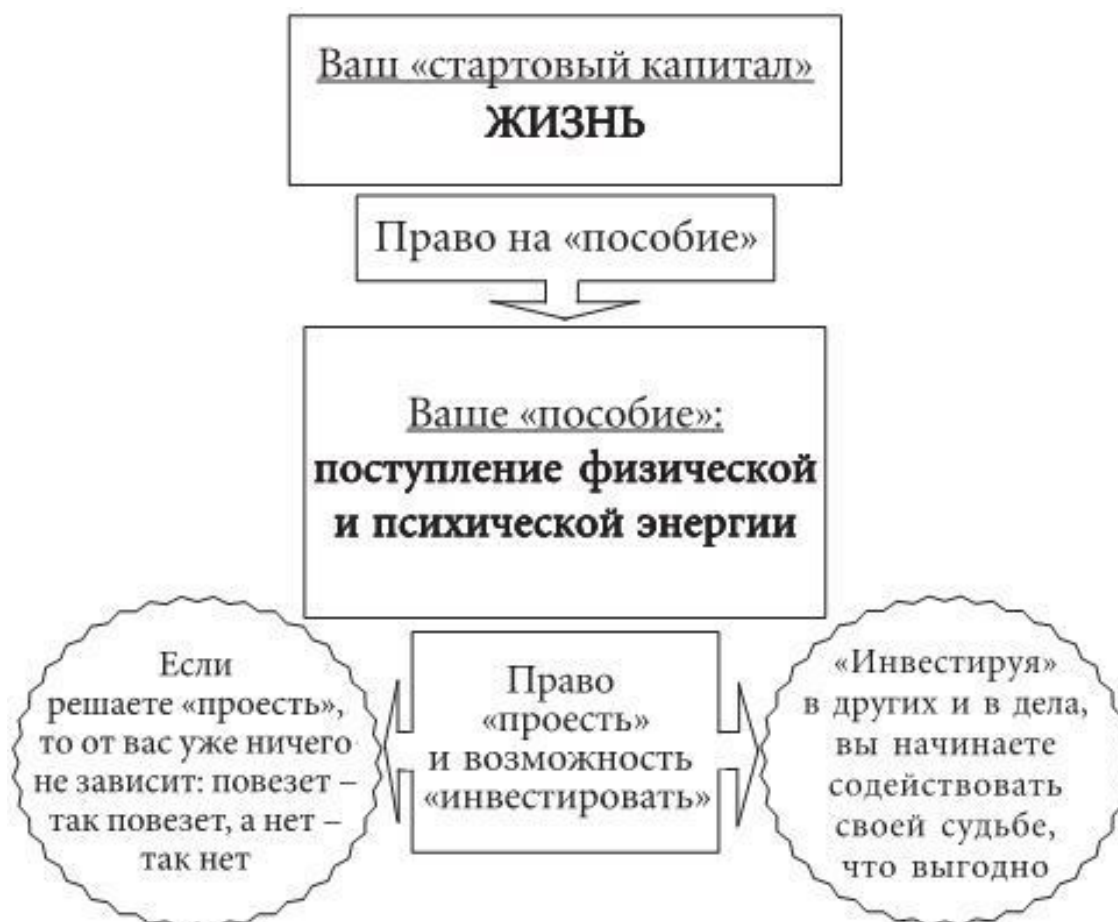 Ваш «стартовый капитал»
ЖИЗНЬ
Право на «пособие»
Ваше «пособие»:
поступление физической
и психической энергии
Если
решаете «проесть»,
то от вас уже ничего
не зависит: повезет –
так повезет, а нет –
так нет
Право
«проесть»
и возможность
«инвестировать»
«Инвестируя»
в других и в дела,
вы начинаете
содействовать
своей судьбе,
что выгодно